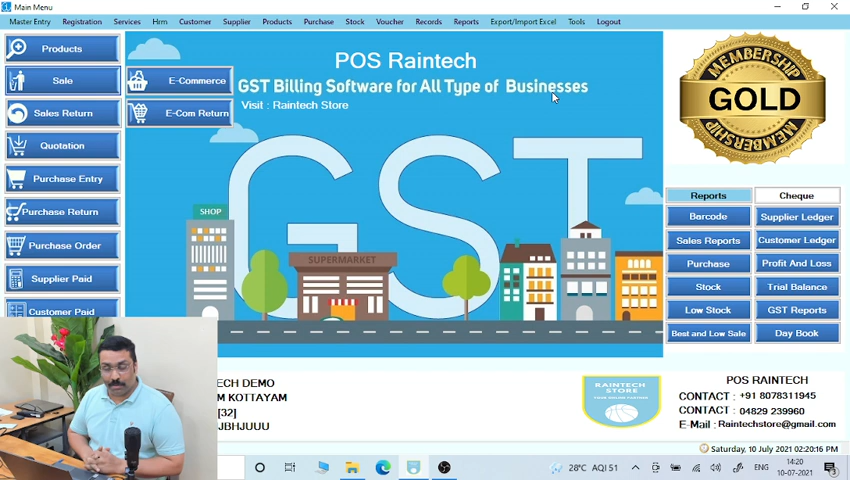 Main Menu
Master Entry Registration Services Hrm Customer Supplier Products Purchase Stock Voucher Records Reports Export/Import Excel Tools Logout
Products
Sale
Sales Return
Quotation
Purchase Entry
Purchase Return
Purchase Order
Supplier Paid
Customer Paid
E-Commerce
E-Com Return
POS Raintech
GST Billing Software for All Type of Businesses
Visit : Raintech Store
GST
SHOP
SUPERMARKET
MEMBERSHIP
GOLD
MEMBERSHIP
Reports Cheque
Barcode Supplier Ledger
Sales Reports Customer Ledger
Purchase Profit And Loss
Stock Trial Balance
Low Stock GST Reports
Best and Low Sale Day Book
ECH DEMO
M KOTTAYAM
[32]
JBHJUUU
RAINTECH
STORE
POS RAINTECH
CONTACT : +91 8078311945
CONTACT : 04829 239960
E-Mail : Raintechstore@gmail.com
Saturday, 10 July 2021 02:20:16 PM
28°C AQI 51
ENG
14:20
10-07-2021
3